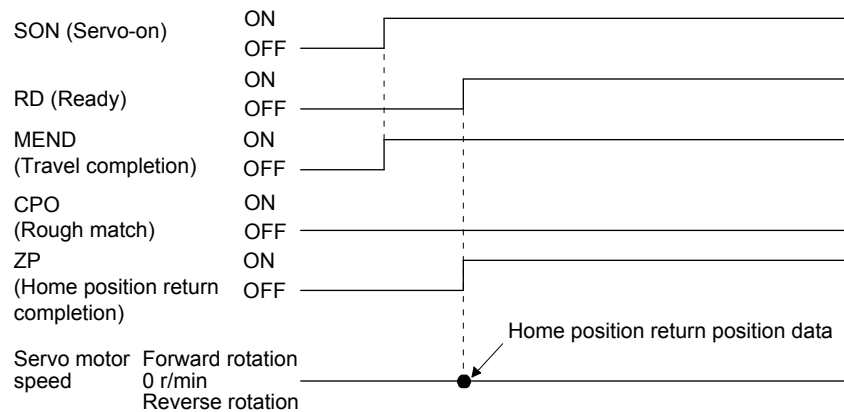 SON (Servo-on)
ON
OFF
RD (Ready)
ON
OFF
MEND
(Travel completion)
ON
OFF
CPO
(Rough match)
ON
OFF
ZP
(Home position return
completion)
ON
OFF
Home position return position data
Servo motor
speed
Forward rotation
0 r/min
Reverse rotation